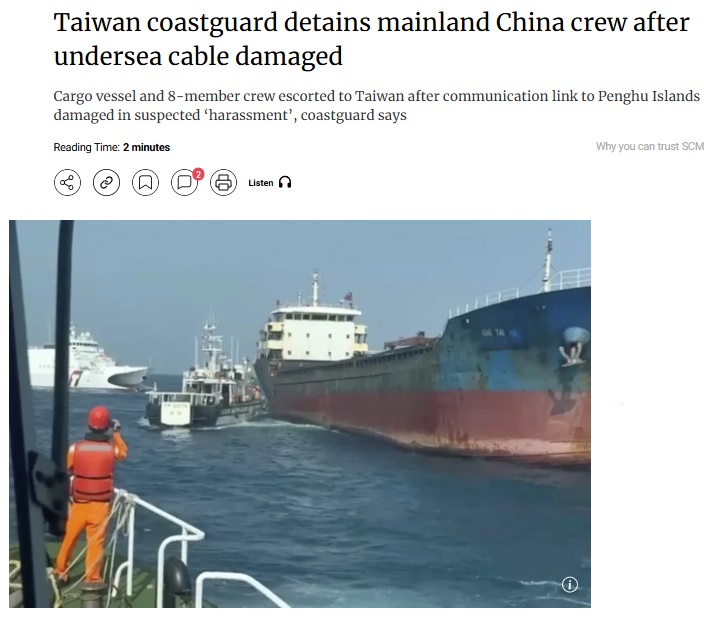 Taiwan coastguard detains mainland China crew after
undersea cable damaged
Cargo vessel and 8-member crew escorted to Taiwan after communication link to Penghu Islands
damaged in suspected ‘harassment’, coastguard says
Reading Time: 2 minutes
Why you can trust SCM
2
Listen